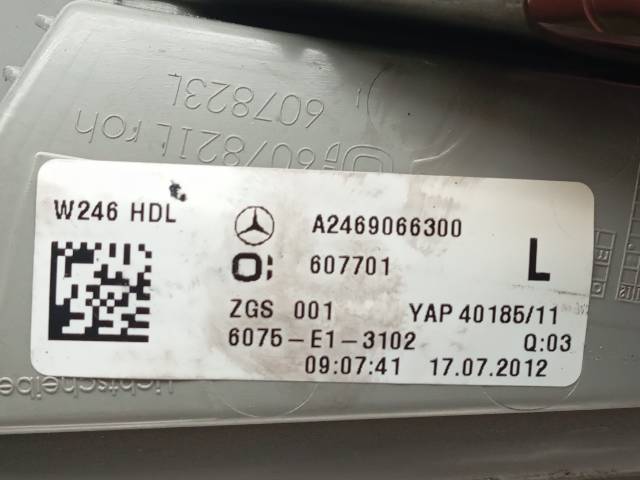 607823L
607821L roh
W246 HDL
A2469066300
607701
L
ZGS 001
YAP 40185/11
6075-E1-3102
Q:03
09:07:41
17.07.2012
Lichtscheibe